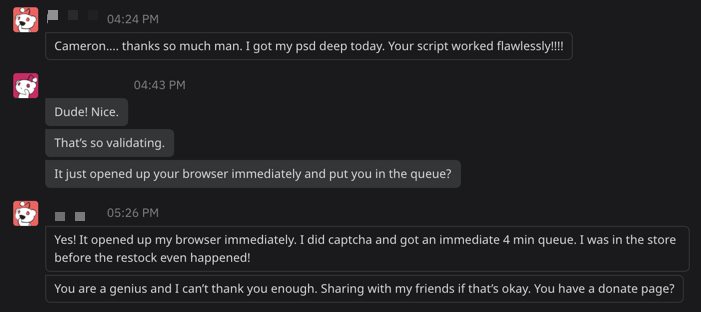 04:24 PM
Cameron.... thanks so much man. I got my psd deep today. Your script worked flawlessly!!!!
04:43 PM
Dude! Nice.
That's so validating.
It just opened up your browser immediately and put you in the queue?
05:26 PM
Yes! It opened up my browser immediately. I did captcha and got an immediate 4 min queue. I was in the store
before the restock even happened!
You are a genius and I can't thank you enough. Sharing with my friends if that's okay. You have a donate page?